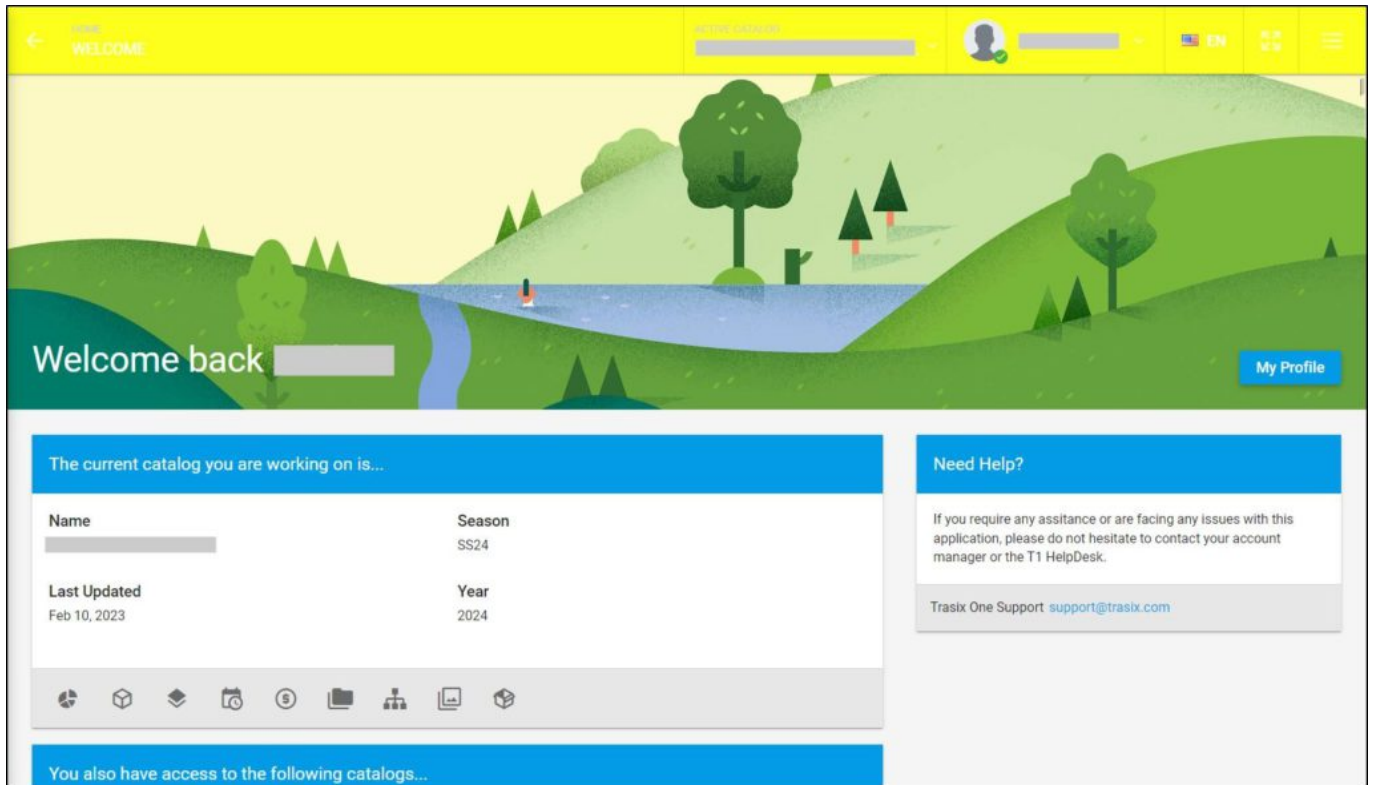 HOME
WELCOME
ACTIVE CATALOG
EN
Welcome back
My Profile
The current catalog you are working on is...
Name
Season
SS24
Last Updated
Feb 10, 2023
Year
2024
You also have access to the following catalogs...
Need Help?
If you require any assitance or are facing any issues with this
application, please do not hesitate to contact your account
manager or the T1 HelpDesk.
Trasix One Support support@trasix.com